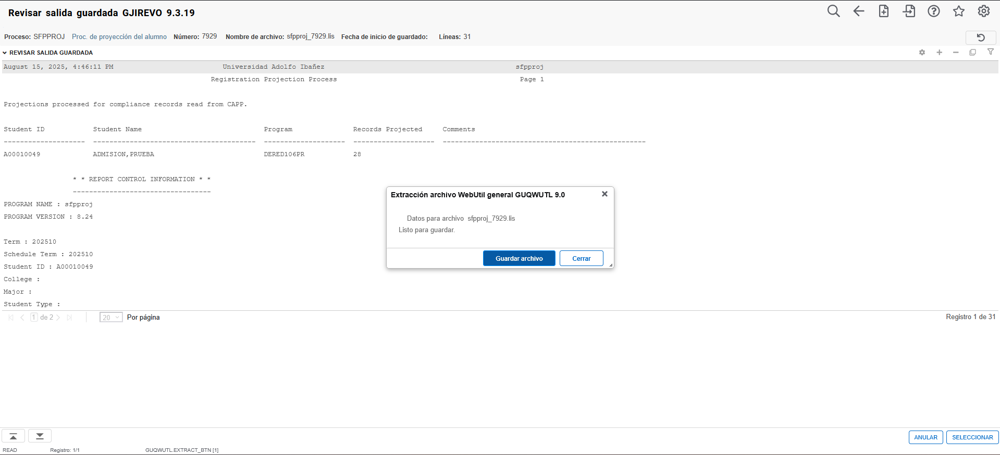 Revisar salida guardada GJIREVO 9.3.19
Proceso: SFPPROJ Proc. de proyección del alumno Número: 7929 Nombre de archivo: sfpproj_7929.lis Fecha de inicio de guardado: Líneas: 31
REVISAR SALIDA GUARDADA
August 15, 2025, 4:46:11 PM Universidad Adolfo Ibañez sfpproj
Registration Projection Process Page 1
Projections processed for compliance records read from CAPP.
Student ID Student Name Program Records Projected Comments
-------------------- ---------------------------------------- -------------------- -------------------- --------------------------------------------------
A00010049 ADMISION,PRUEBA DERED106PR 28
* * REPORT CONTROL INFORMATION * *
----------------------------------
PROGRAM NAME : sfpproj
PROGRAM VERSION : 8.24
Term : 202510
Schedule Term : 202510
Student ID : A00010049
College :
Major :
Student Type :
Extracción archivo WebUtil general GUQWUTL 9.0
Datos para archivo sfpproj_7929.lis
Listo para guardar.
Guardar archivo Cerrar
1 de 2 20 Por página Registro 1 de 31
ANULAR SELECCIONAR
READ Registro: 1/1 GUQWUTL.EXTRACT_BTN [1]